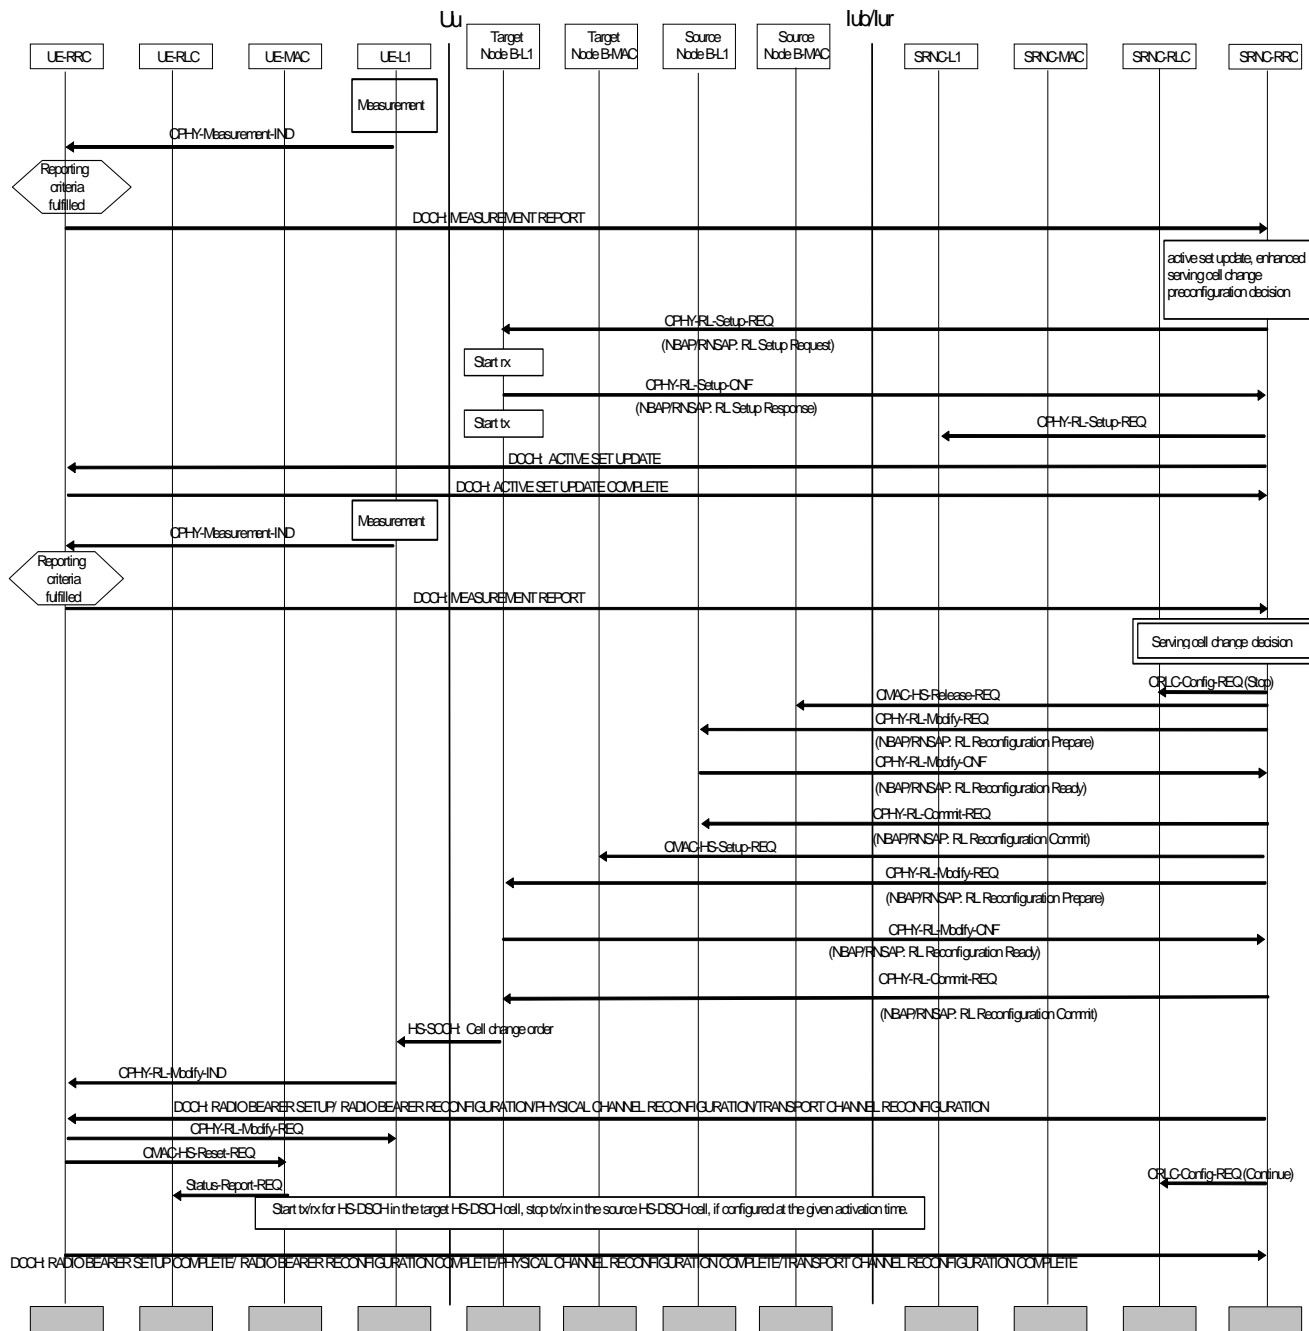 Uu
Iub/Iur
UE-RRC
UE-RLC
UE-MAC
UE-L1
Target
Node B-L1
Target
Node B-MAC
Source
Node B-L1
Source
Node B-MAC
SRNC-L1
SRNC-MAC
SRNC-RLC
SRNC-RRC
Measurement
CPHY-Measurement-IND
Reporting
criteria
fulfilled
DCCH: MEASUREMENT REPORT
active set update, enhanced
serving cell change
preconfiguration decision
CPHY-RL-Setup-REQ
(NBAP/RNSAP: RL Setup Request)
Start rx
CPHY-RL-Setup-CNF
(NBAP/RNSAP: RL Setup Response)
Start tx
CPHY-RL-Setup-REQ
DCCH: ACTIVE SET UPDATE
DCCH: ACTIVE SET UPDATE COMPLETE
Measurement
CPHY-Measurement-IND
Reporting
criteria
fulfilled
DCCH: MEASUREMENT REPORT
Serving cell change decision
CRLC-Config-REQ (Stop)
CMAC-HS-Release-REQ
CPHY-RL-Modify-REQ
(NBAP/RNSAP: RL Reconfiguration Prepare)
CPHY-RL-Modify-CNF
(NBAP/RNSAP: RL Reconfiguration Ready)
CPHY-RL-Commit-REQ
(NBAP/RNSAP: RL Reconfiguration Commit)
CMAC-HS-Setup-REQ
CPHY-RL-Modify-REQ
(NBAP/RNSAP: RL Reconfiguration Prepare)
CPHY-RL-Modify-CNF
(NBAP/RNSAP: RL Reconfiguration Ready)
CPHY-RL-Commit-REQ
(NBAP/RNSAP: RL Reconfiguration Commit)
HS-SCCH: Cell change order
CPHY-RL-Modify-IND
DCCH: RADIO BEARER SETUP/ RADIO BEARER RECONFIGURATION/PHYSICAL CHANNEL RECONFIGURATION/TRANSPORT CHANNEL RECONFIGURATION
CPHY-RL-Modify-REQ
CMAC-HS-Reset-REQ
Status-Report-REQ
CRLC-Config-REQ (Continue)
Start tx/rx for HS-DSCH in the target HS-DSCH cell, stop tx/rx in the source HS-DSCH cell, if configured at the given activation time.
DCCH: RADIO BEARER SETUP COMPLETE/ RADIO BEARER RECONFIGURATION COMPLETE/PHYSICAL CHANNEL RECONFIGURATION COMPLETE/TRANSPORT CHANNEL RECONFIGURATION COMPLETE